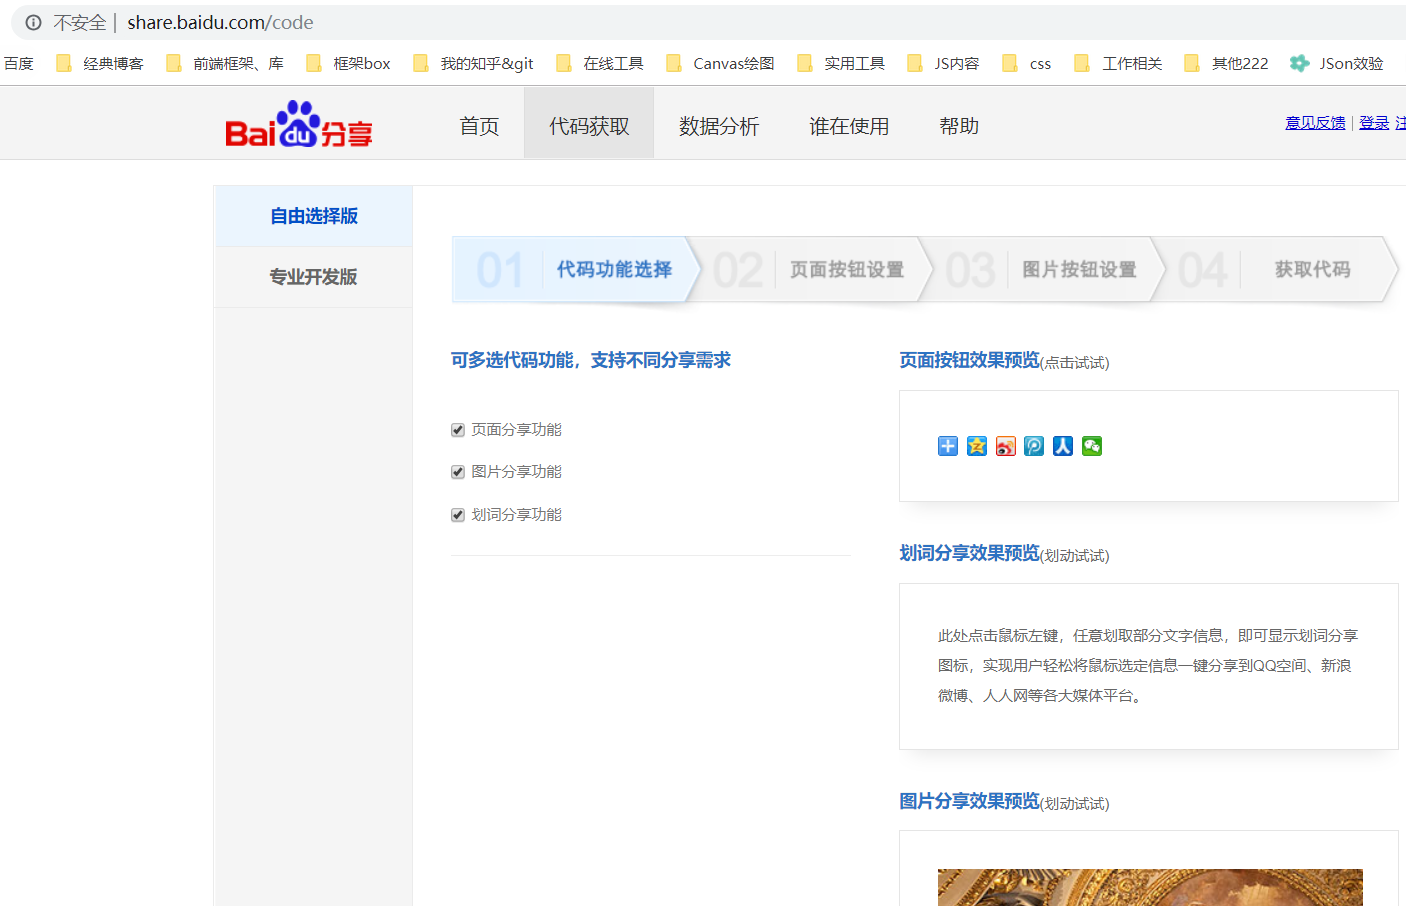 不安全 | share.baidu.com/code
百度 经典博客 前端框架、库 框架box 我的知乎&git 在线工具 Canvas绘图 实用工具 JS内容 css 工作相关 其他222 JSon效验
Bai du 分享 首页 代码获取 数据分析 谁在使用 帮助 意见反馈 | 登录 注
自由选择版
专业开发版
01 代码功能选择 02 页面按钮设置 03 图片按钮设置 04 获取代码
可多选代码功能，支持不同分享需求
页面分享功能
图片分享功能
划词分享功能
页面按钮效果预览(点击试试)
划词分享效果预览(划动试试)
此处点击鼠标左键，任意划取部分文字信息，即可显示划词分享
图标，实现用户轻松将鼠标选定信息一键分享到QQ空间、新浪
微博、人人网等各大媒体平台。
图片分享效果预览(划动试试)